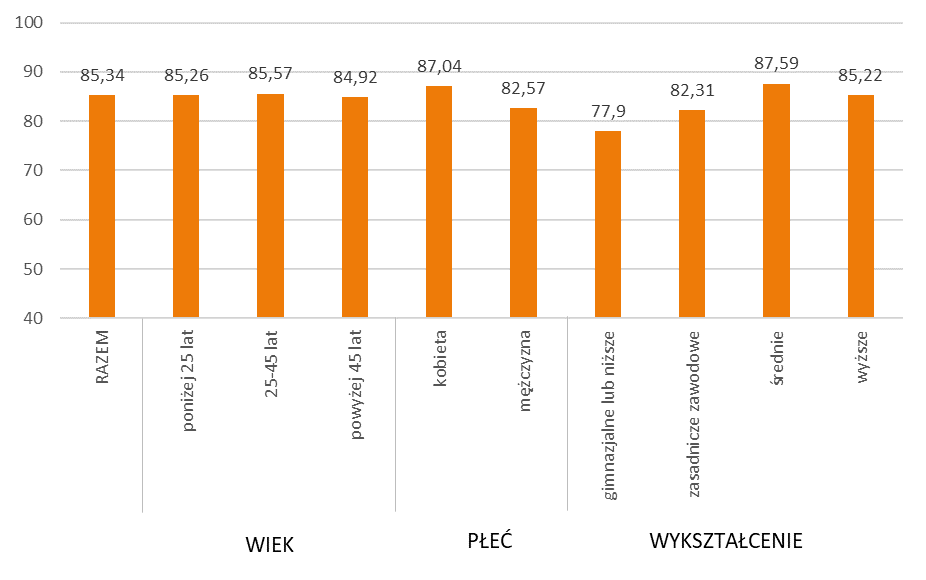 100
90
80
70
60
50
40
85,34
85,26
85,57
84,92
87,04
82,57
77,9
82,31
87,59
85,22
RAZEM
poniżej 25 lat
25-45 lat
powyżej 45 lat
kobieta
mężczyzna
gimnazjalne lub niższe
zasadnicze zawodowe
średnie
wyższe
WIEK
PŁEĆ
WYKSZTAŁCENIE